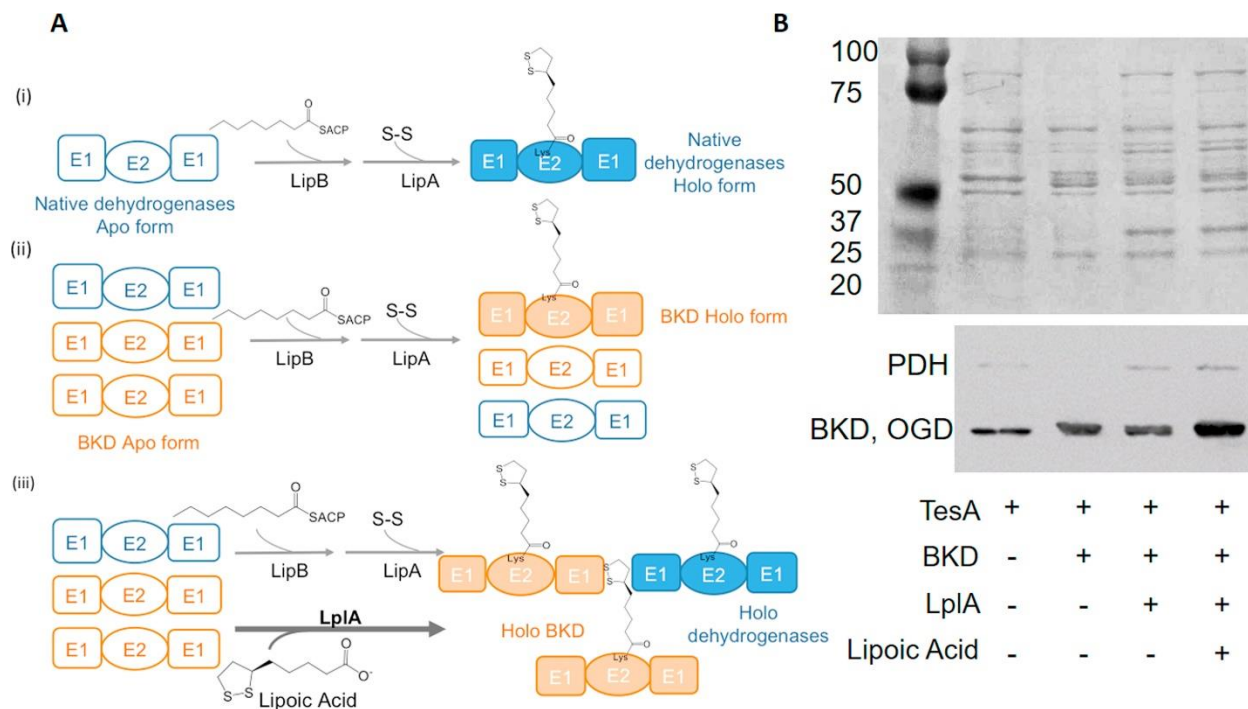 A
(i)
O
SACP
S-S
S S
O
Lys
E1 E2 E1
LipB LipA
E1 E2 E1
Native dehydrogenases
Apo form
Native
dehydrogenases
Holo form
(ii)
E1 E2 E1
O
SACP
S-S
S S
O
Lys
E1 E2 E1
LipB LipA
E1 E2 E1
BKD Holo form
E1 E2 E1
E1 E2 E1
BKD Apo form
E1 E2 E1
(iii)
O
SACP
S-S
S S
O
Lys
S S
O
Lys
E1 E2 E1
LipB LipA
E1 E2 E1
E1 E2 E1
E1 E2 E1
S S
LplA
Holo BKD
Holo
dehydrogenases
E1 E2 E1
O
O-
S-S
Lipoic Acid
O
Lys
E1 E2 E1
B
100
75
50
37
25
20
PDH
BKD, OGD
TesA + + + +
BKD - + + +
LplA - - + +
Lipoic Acid - - - +